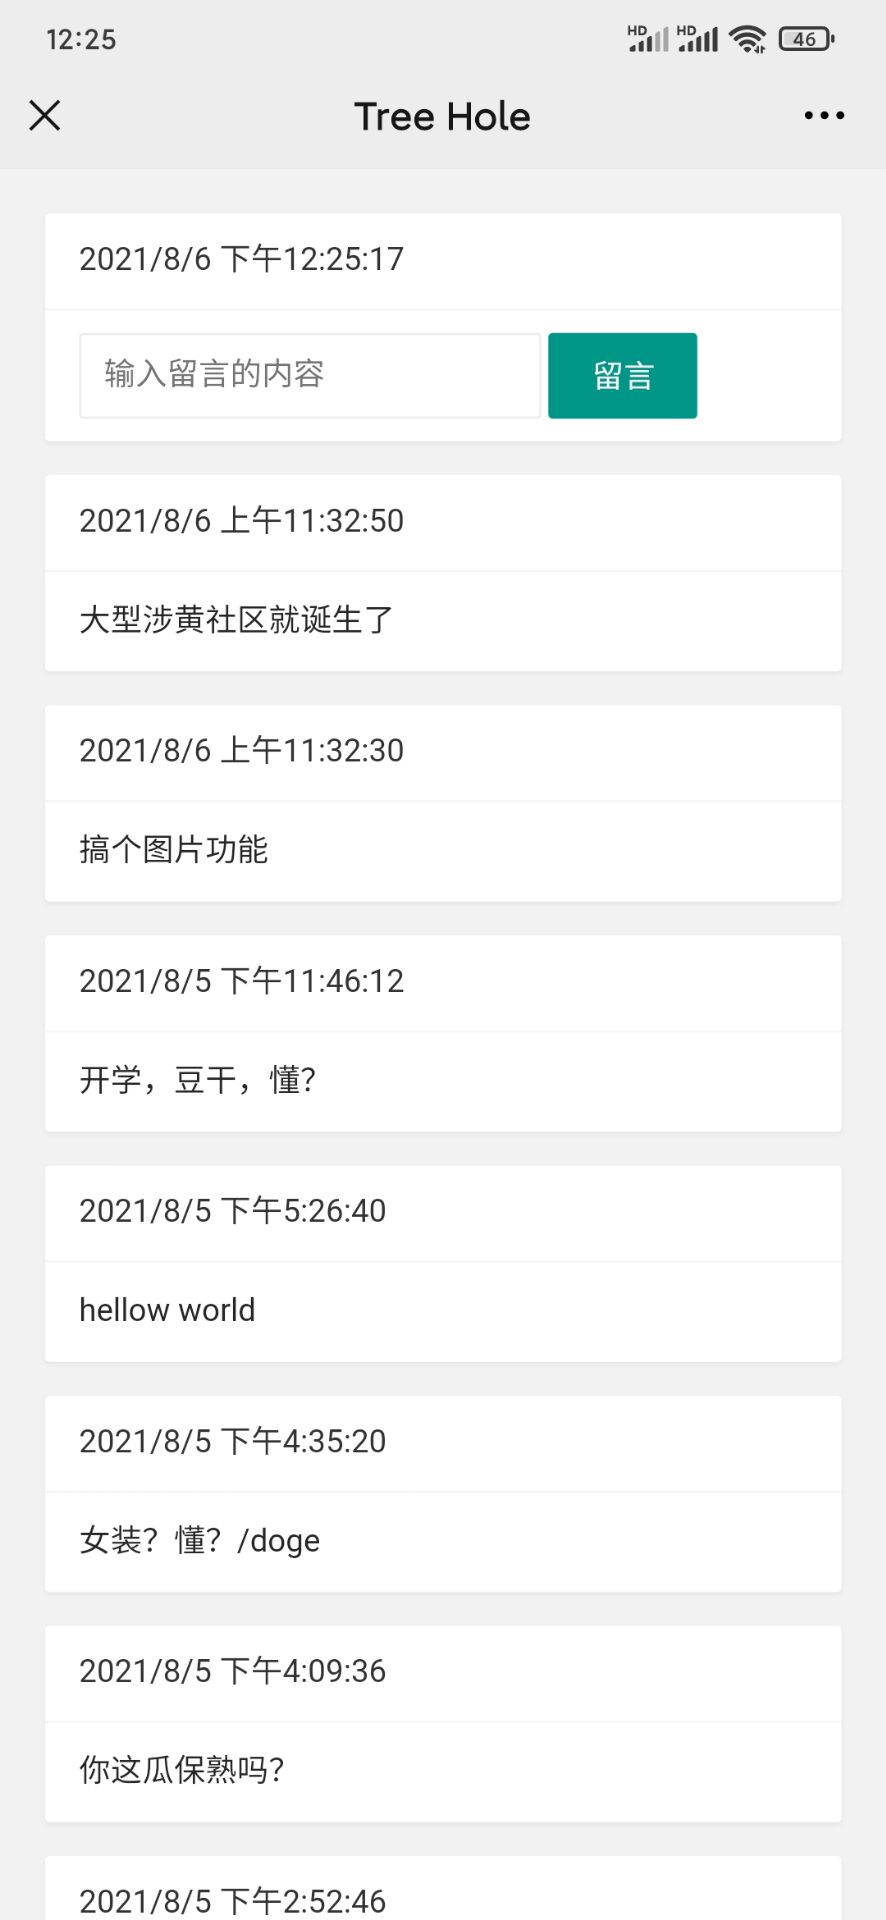 12:25
HD HD 46
Tree Hole
2021/8/6 下午12:25:17
输入留言的内容 留言
2021/8/6 上午11:32:50
大型涉黄社区就诞生了
2021/8/6 上午11:32:30
搞个图片功能
2021/8/5 下午11:46:12
开学，豆干，懂？
2021/8/5 下午5:26:40
hellow world
2021/8/5 下午4:35:20
女装？懂？/doge
2021/8/5 下午4:09:36
你这瓜保熟吗？
2021/8/5 下午2:52:46